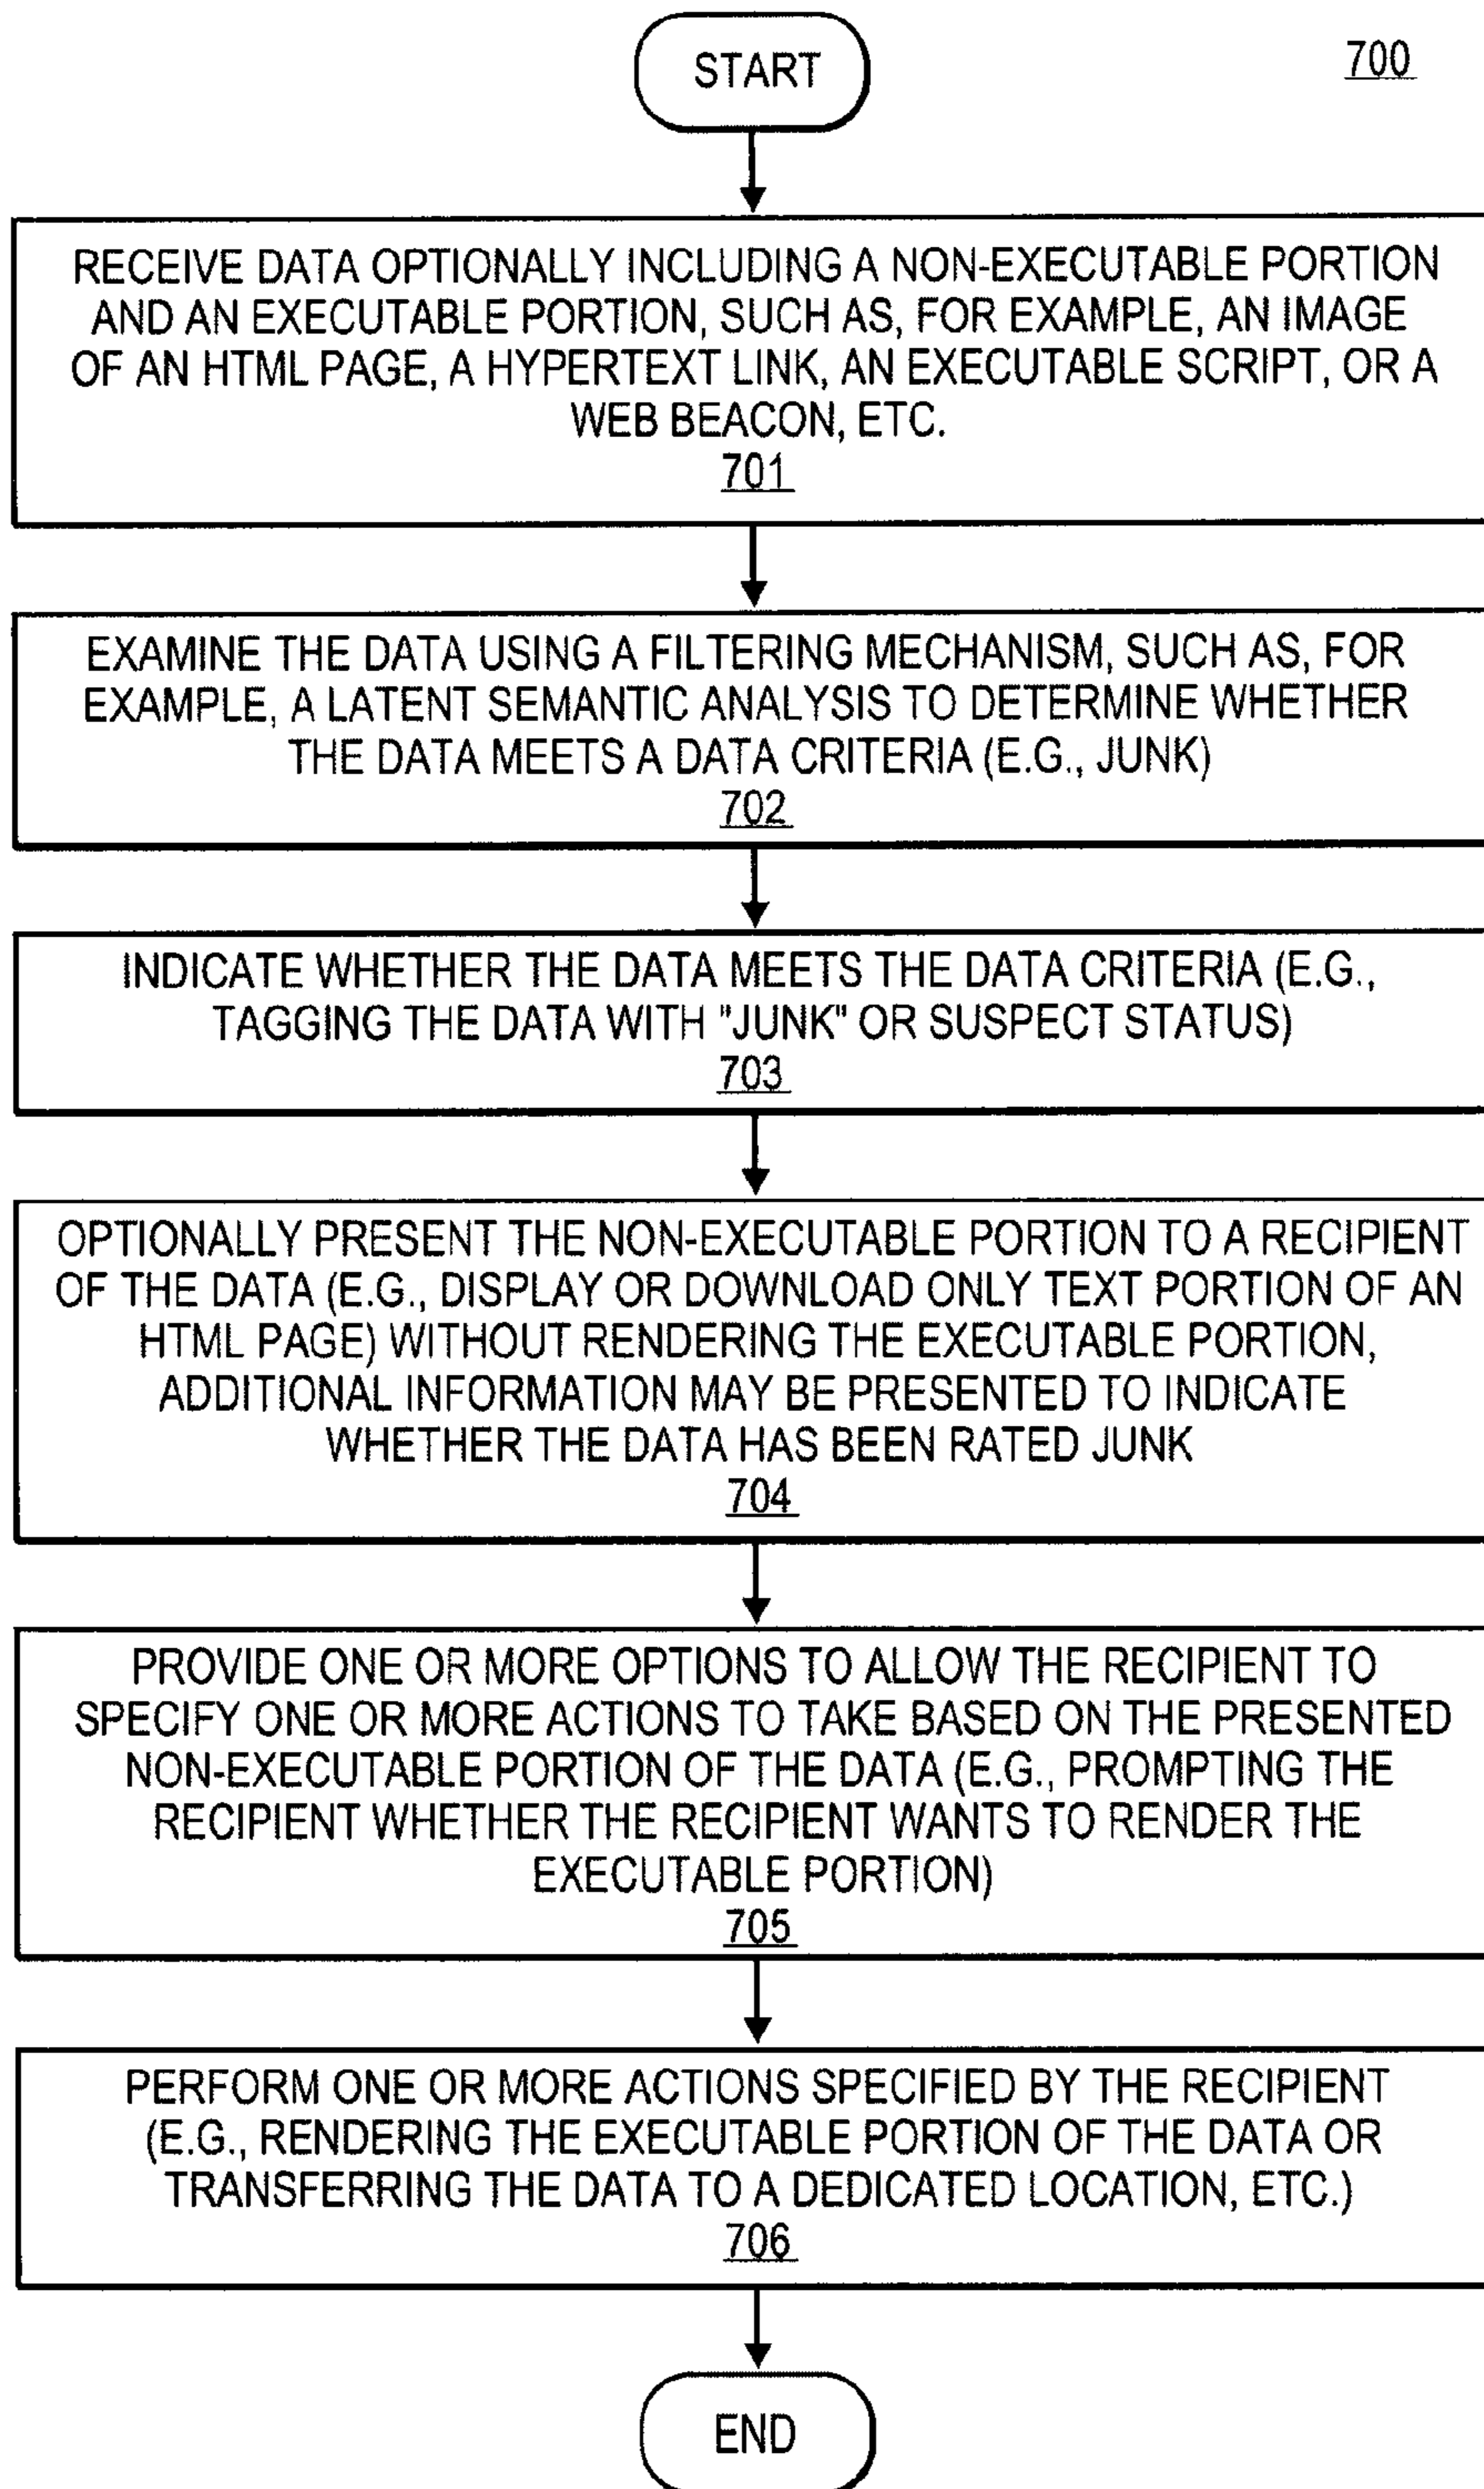 START
700
RECEIVE DATA OPTIONALLY INCLUDING A NON-EXECUTABLE PORTION
AND AN EXECUTABLE PORTION, SUCH AS, FOR EXAMPLE, AN IMAGE
OF AN HTML PAGE, A HYPERTEXT LINK, AN EXECUTABLE SCRIPT, OR A
WEB BEACON, ETC.
701
EXAMINE THE DATA USING A FILTERING MECHANISM, SUCH AS, FOR
EXAMPLE, A LATENT SEMANTIC ANALYSIS TO DETERMINE WHETHER
THE DATA MEETS A DATA CRITERIA (E.G., JUNK)
702
INDICATE WHETHER THE DATA MEETS THE DATA CRITERIA (E.G.,
TAGGING THE DATA WITH "JUNK" OR SUSPECT STATUS)
703
OPTIONALLY PRESENT THE NON-EXECUTABLE PORTION TO A RECIPIENT
OF THE DATA (E.G., DISPLAY OR DOWNLOAD ONLY TEXT PORTION OF AN
HTML PAGE) WITHOUT RENDERING THE EXECUTABLE PORTION,
ADDITIONAL INFORMATION MAY BE PRESENTED TO INDICATE
WHETHER THE DATA HAS BEEN RATED JUNK
704
PROVIDE ONE OR MORE OPTIONS TO ALLOW THE RECIPIENT TO
SPECIFY ONE OR MORE ACTIONS TO TAKE BASED ON THE PRESENTED
NON-EXECUTABLE PORTION OF THE DATA (E.G., PROMPTING THE
RECIPIENT WHETHER THE RECIPIENT WANTS TO RENDER THE
EXECUTABLE PORTION)
705
PERFORM ONE OR MORE ACTIONS SPECIFIED BY THE RECIPIENT
(E.G., RENDERING THE EXECUTABLE PORTION OF THE DATA OR
TRANSFERRING THE DATA TO A DEDICATED LOCATION, ETC.)
706
END